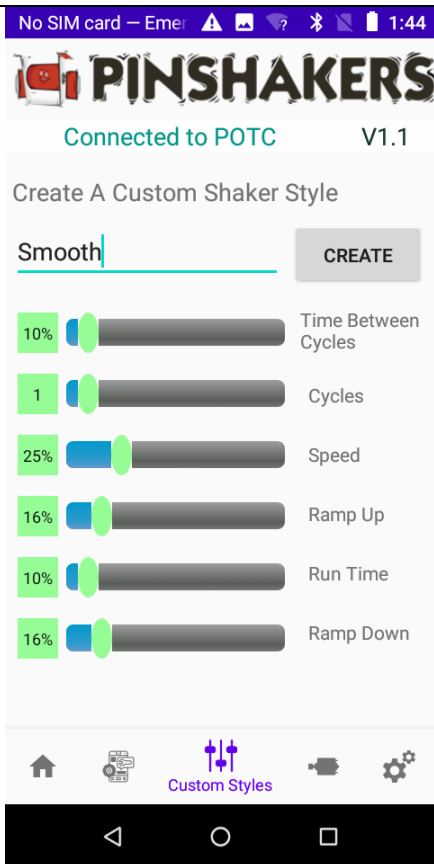 No SIM card — Emer 1:44
PINSHAKERS
Connected to POTC V1.1
Create A Custom Shaker Style
Smooth CREATE
10% Time Between
Cycles
1 Cycles
25% Speed
16% Ramp Up
10% Run Time
16% Ramp Down
Custom Styles